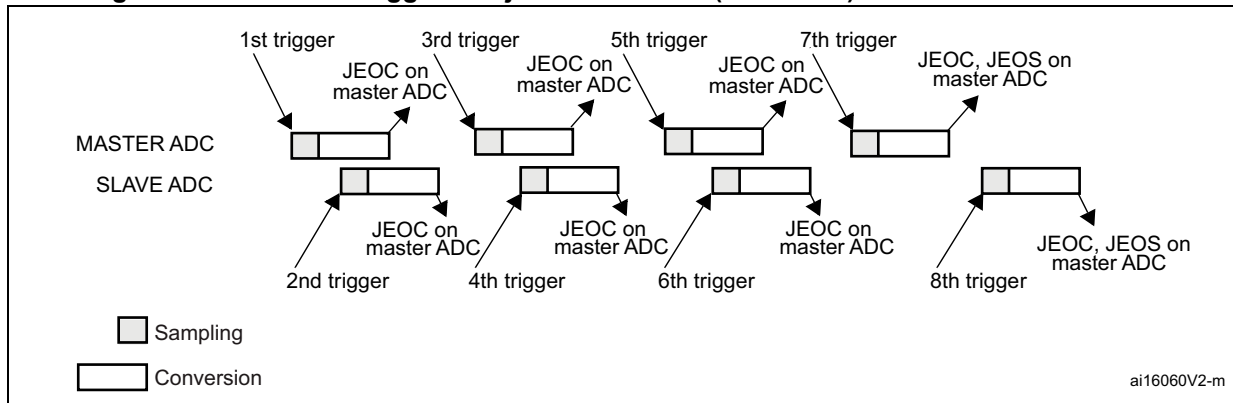 1st trigger
3rd trigger
5th trigger
7th trigger
JEOC on
master ADC
JEOC on
master ADC
JEOC on
master ADC
JEOC, JEOS on
master ADC
MASTER ADC
SLAVE ADC
JEOC on
master ADC
JEOC on
master ADC
JEOC on
master ADC
JEOC, JEOS on
master ADC
2nd trigger
4th trigger
6th trigger
8th trigger
Sampling
Conversion
ai16060V2-m